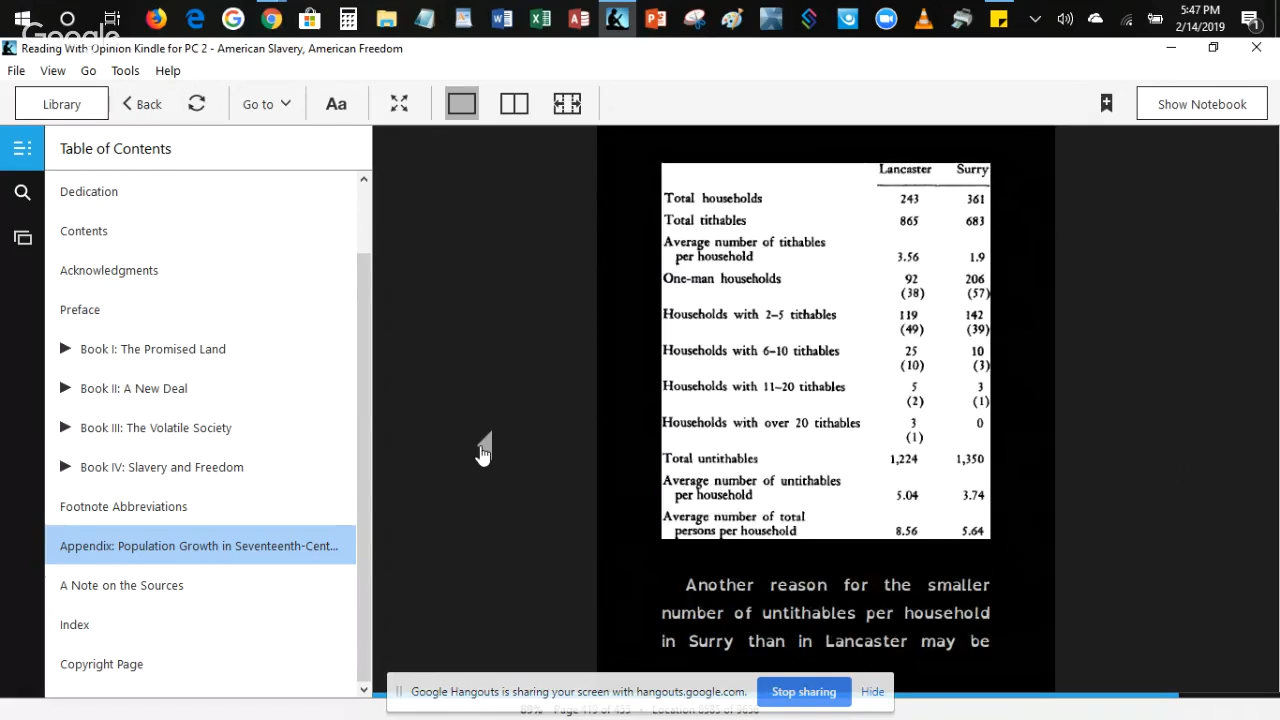 5:47 PM
2/14/2019
Google
Reading With Opinion Kindle for PC 2 - American Slavery, American Freedom
File View Go Tools Help
Library Back Go to Aa Show Notebook
Table of Contents
Dedication
Contents
Acknowledgments
Preface
Book I: The Promised Land
Book II: A New Deal
Book III: The Volatile Society
Book IV: Slavery and Freedom
Footnote Abbreviations
Appendix: Population Growth in Seventeenth-Cent...
A Note on the Sources
Index
Copyright Page
Lancaster Surry
Total households 243 361
Total tithables 865 683
Average number of tithables
per household 3.56 1.9
One-man households 92 206
(38) (57)
Households with 2–5 tithables 119 142
(49) (39)
Households with 6–10 tithables 25 10
(10) (3)
Households with 11–20 tithables 5 3
(2) (1)
Households with over 20 tithables 3 0
(1)
Total untithables 1,224 1,350
Average number of untithables
per household 5.04 3.74
Average number of total
persons per household 8.56 5.64
Another reason for the smaller
number of untithables per household
in Surry than in Lancaster may be
Google Hangouts is sharing your screen with hangouts.google.com. Stop sharing Hide